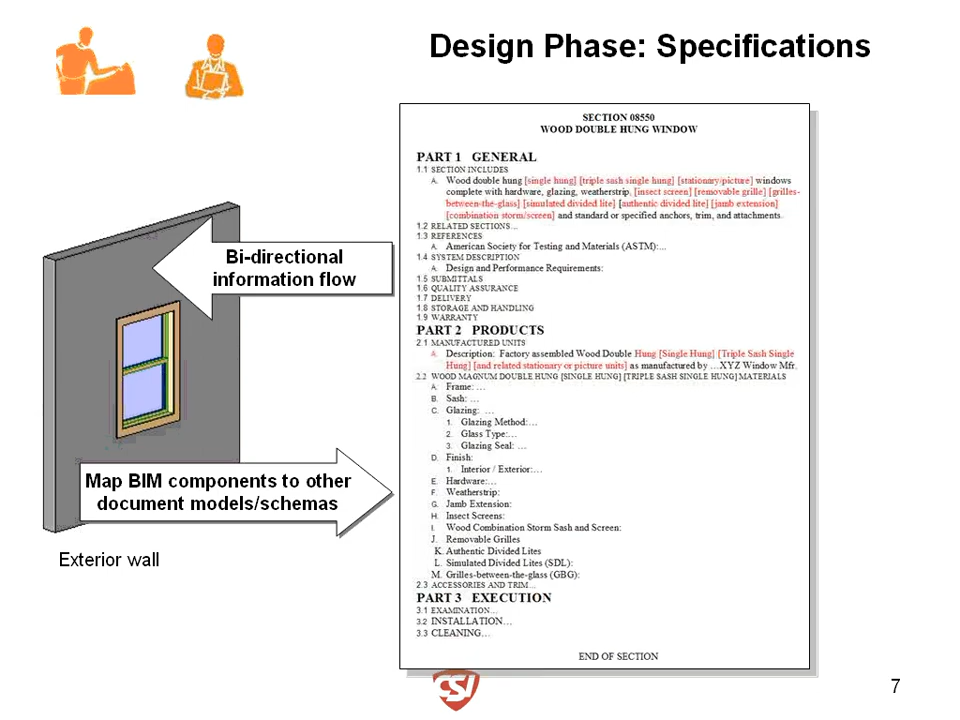 Design Phase: Specifications
SECTION 08550
WOOD DOUBLE HUNG WINDOW
PART 1 GENERAL
1.1 SECTION INCLUDES
A. Wood double hung [single hung] [triple sash single hung] [stationary/picture] windows
complete with hardware, glazing, weatherstrip, [insect screen] [removable grille] [grilles-
between-the-glass] [simulated divided lite] [authentic divided lite] [jamb extension]
[combination storm/screen] and standard or specified anchors, trim, and attachments.
1.2 RELATED SECTIONS...
1.3 REFERENCES
A. American Society for Testing and Materials (ASTM):...
1.4 SYSTEM DESCRIPTION
A. Design and Performance Requirements:
1.5 SUBMITTALS
1.6 QUALITY ASSURANCE
1.7 DELIVERY
1.8 STORAGE AND HANDLING
1.9 WARRANTY
PART 2 PRODUCTS
2.1 MANUFACTURED UNITS
A. Description: Factory assembled Wood Double Hung [Single Hung] [Triple Sash Single
Hung] [and related stationary or picture units] as manufactured by ...XYZ Window Mfr.
2.2 WOOD MAGNUM DOUBLE HUNG [SINGLE HUNG] [TRIPLE SASH SINGLE HUNG] MATERIALS
A. Frame: ...
B. Sash: ...
C. Glazing: ...
1. Glazing Method:...
2. Glass Type:...
3. Glazing Seal: ...
D. Finish:
1. Interior / Exterior:...
E. Hardware:...
F. Weatherstrip:
G. Jamb Extension:
H. Insect Screens:
I. Wood Combination Storm Sash and Screen:
J. Removable Grilles
K. Authentic Divided Lites
L. Simulated Divided Lites (SDL):
M. Grilles-between-the-glass (GBG):
2.3 ACCESSORIES AND TRIM...
PART 3 EXECUTION
3.1 EXAMINATION...
3.2 INSTALLATION...
3.3 CLEANING...
END OF SECTION
Bi-directional
information flow
Map BIM components to other
document models/schemas
Exterior wall
CSI
7